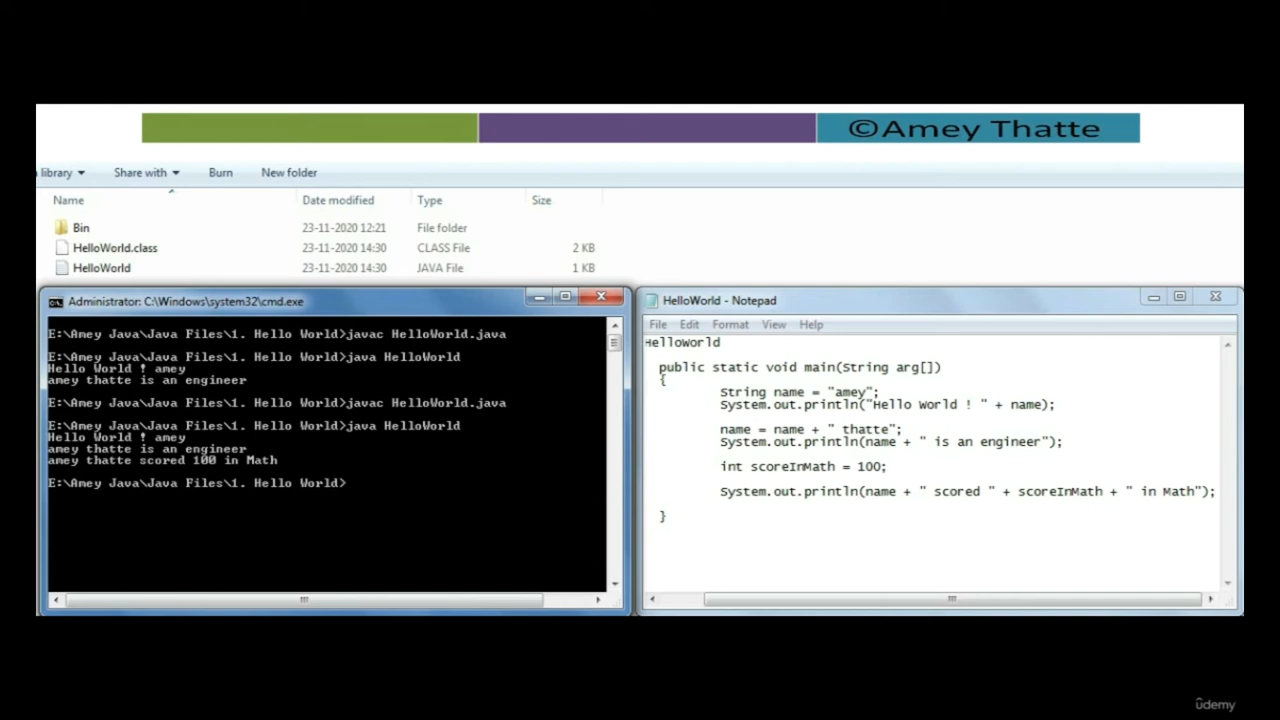 ©Amey Thatte
library Share with Burn New folder
Name Date modified Type Size
Bin 23-11-2020 12:21 File folder
HelloWorld.class 23-11-2020 14:30 CLASS File 2 KB
HelloWorld 23-11-2020 14:30 JAVA File 1 KB
Administrator: C:\Windows\system32\cmd.exe
E:\Amey Java\Java Files\1. Hello World>javac HelloWorld.java
E:\Amey Java\Java Files\1. Hello World>java HelloWorld
Hello World ! amey
amey thatte is an engineer
E:\Amey Java\Java Files\1. Hello World>javac HelloWorld.java
E:\Amey Java\Java Files\1. Hello World>java HelloWorld
Hello World ! amey
amey thatte is an engineer
amey thatte scored 100 in Math
E:\Amey Java\Java Files\1. Hello World>
HelloWorld - Notepad
File Edit Format View Help
HelloWorld
public static void main(String arg[])
{
String name = "amey";
System.out.println("Hello World ! " + name);
name = name + " thatte";
System.out.println(name + " is an engineer");
int scoreInMath = 100;
System.out.println(name + " scored " + scoreInMath + " in Math");
}
ûdemy